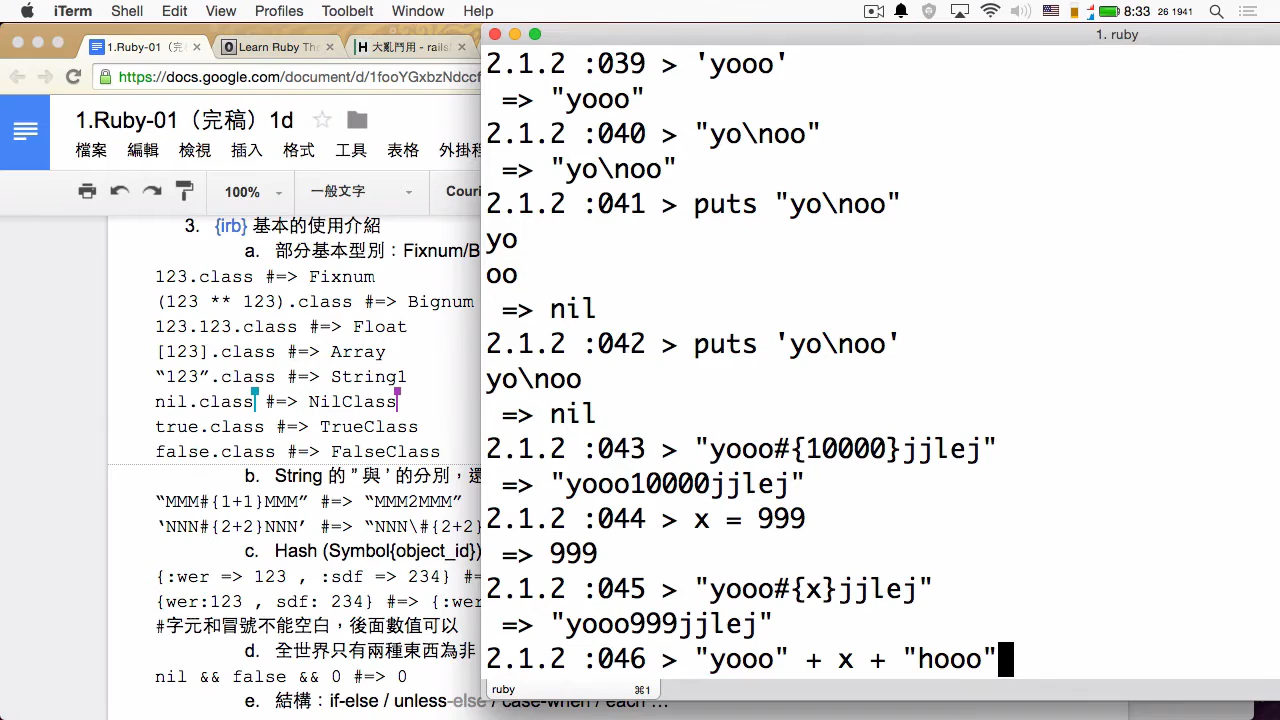 iTerm Shell Edit View Profiles Toolbelt Window Help 8:33 26 1941
1.Ruby-01（完 Learn Ruby The 大亂鬥用 - rails
https://docs.google.com/document/d/1fooYGxbzNdccf
1.Ruby-01（完稿）1d
檔案 編輯 檢視 插入 格式 工具 表格 外掛程
100% 一般文字 Couri
3. {irb} 基本的使用介紹
a. 部分基本型別：Fixnum/B
123.class #=> Fixnum
(123 ** 123).class #=> Bignum
123.123.class #=> Float
[123].class #=> Array
“123”.class #=> String1
nil.class #=> NilClass
true.class #=> TrueClass
false.class #=> FalseClass
b. String 的 ” 與 ’ 的分別，還
“MMM#{1+1}MMM” #=> “MMM2MMM”
‘NNN#{2+2}NNN’ #=> “NNN\#{2+2}
c. Hash (Symbol{object_id})
{:wer => 123 , :sdf => 234} #=
{wer:123 , sdf: 234} #=> {:we
#字元和冒號不能空白，後面數值可以
d. 全世界只有兩種東西為非
nil && false && 0 #=> 0
e. 結構：if-else / unless-else / case-when / each ...
1. ruby
2.1.2 :039 > 'yooo'
=> "yooo"
2.1.2 :040 > "yo\noo"
=> "yo\noo"
2.1.2 :041 > puts "yo\noo"
yo
oo
=> nil
2.1.2 :042 > puts 'yo\noo'
yo\noo
=> nil
2.1.2 :043 > "yooo#{10000}jjlej"
=> "yooo10000jjlej"
2.1.2 :044 > x = 999
=> 999
2.1.2 :045 > "yooo#{x}jjlej"
=> "yooo999jjlej"
2.1.2 :046 > "yooo" + x + "hooo"
ruby ⌘1